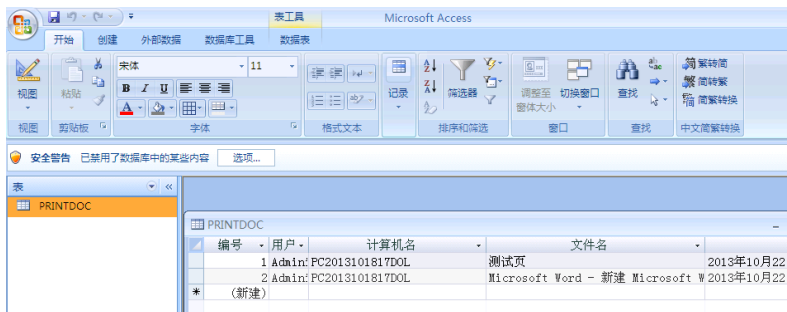 表工具 Microsoft Access
开始 创建 外部数据 数据库工具 数据表
宋体 11
简 繁转简
视图 粘贴 B I U 记录 筛选器 调整至窗体大小 切换窗口 查找 繁 简转繁
A 简繁转换
视图 剪贴板 字体 格式文本 排序和筛选 窗口 查找 中文简繁转换
安全警告 已禁用了数据库中的某些内容 选项...
表
PRINTDOC
PRINTDOC
编号 用户 计算机名 文件名
1 Admin PC2013101817DOL 测试页 2013年10月22
2 Admin PC2013101817DOL Microsoft Word - 新建 Microsoft W 2013年10月22
(新建)